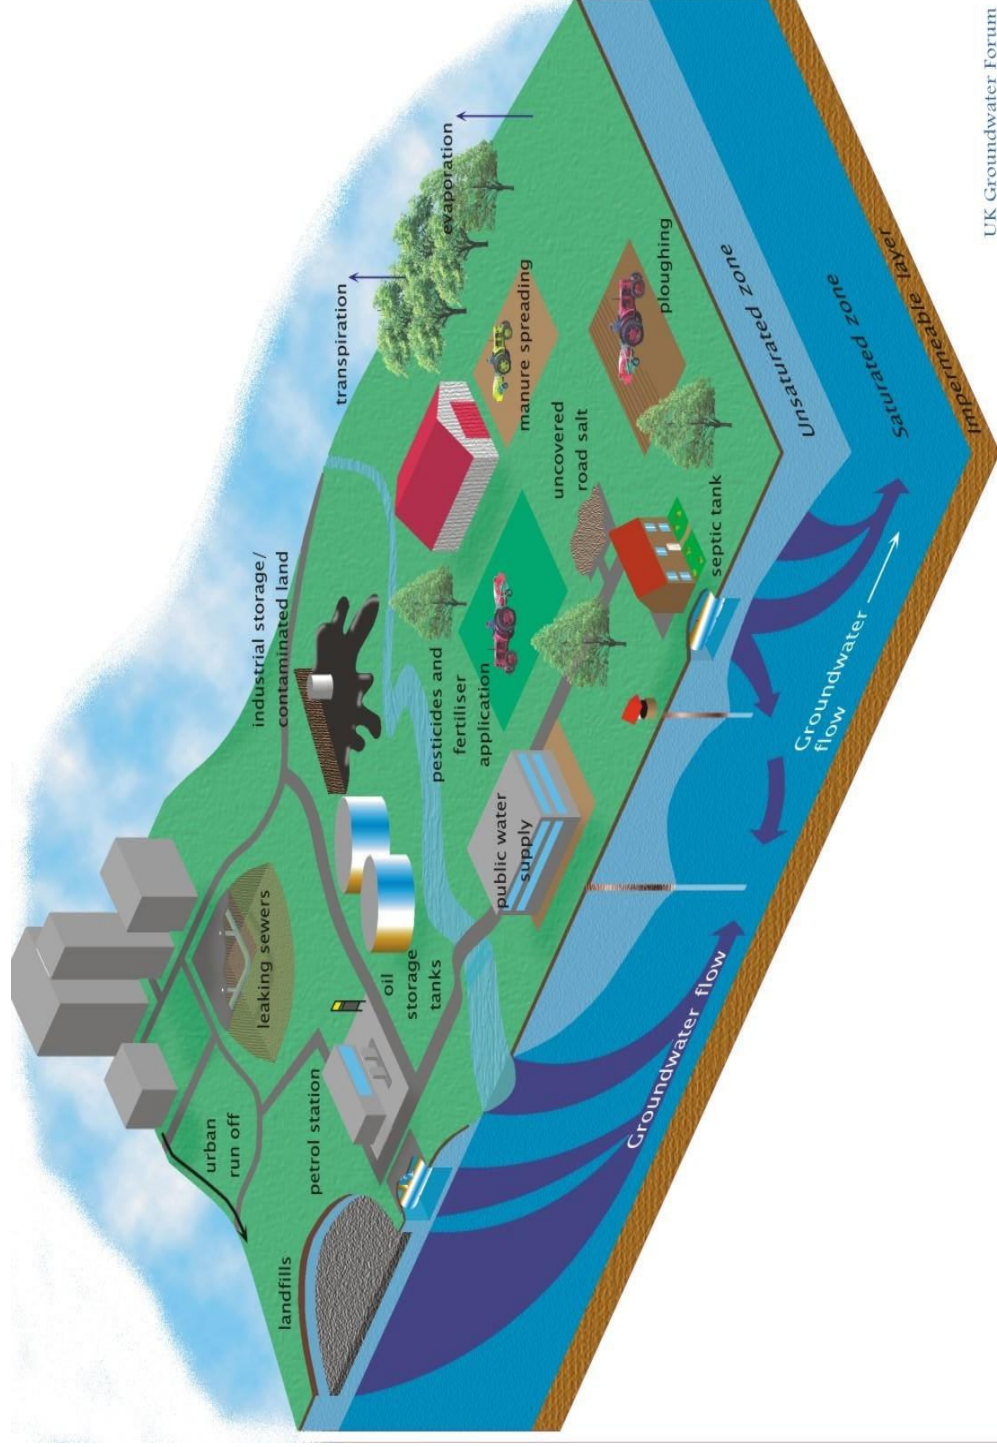 transpiration
evaporation
industrial storage/
contaminated land
manure spreading
ploughing
uncovered
road salt
pesticides and
fertiliser
application
septic tank
leaking sewers
oil
storage
tanks
public water
supply
urban
run off
petrol station
landfills
Unsaturated zone
Saturated zone
Impermeable layer
Groundwater
flow
Groundwater flow
UK Groundwater Forum